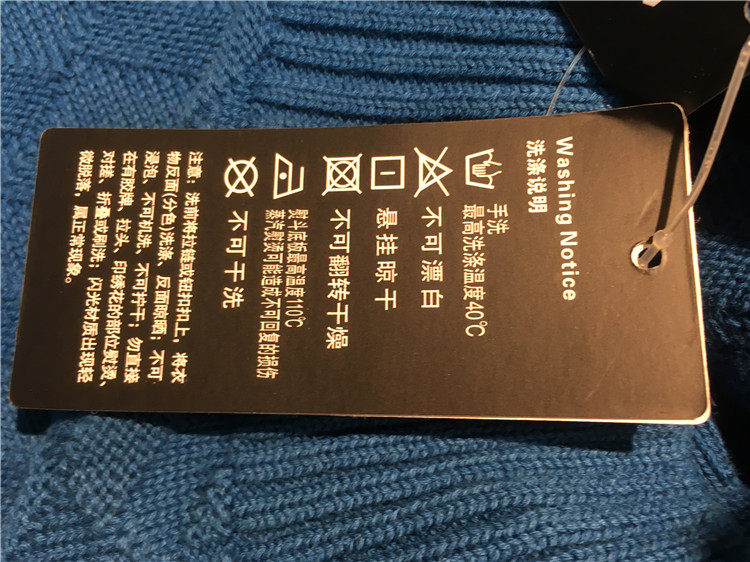 Washing Notice
洗涤说明
手洗
最高洗涤温度40℃
不可漂白
悬挂晾干
不可翻转干燥
熨斗底板最高温度110℃
蒸汽熨烫可能造成不可回复的损伤
不可干洗
注意：洗前将拉链或钮扣扣上，将衣
物反面(分色)洗涤、反面晾晒；不可
浸泡、不可机洗、不可拧干；勿直接
在有胶牌、拉头、印绣花的部位熨烫、
对搓、折叠或刷洗；闪光材质出现轻
微脱落，属正常现象。